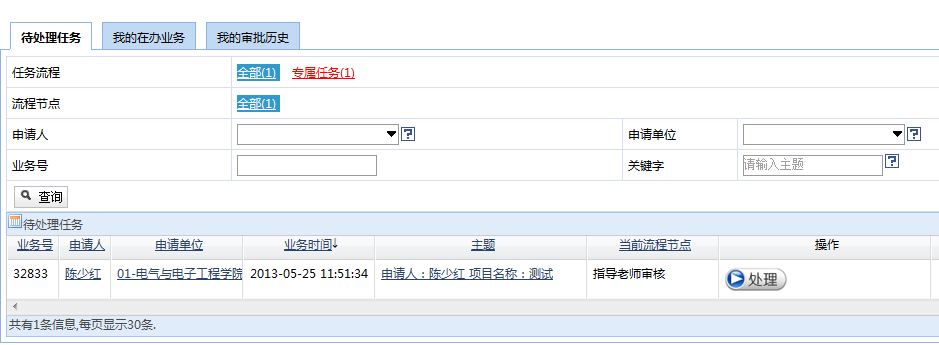 待处理任务 我的在办业务 我的审批历史
任务流程 全部(1) 专属任务(1)
流程节点 全部(1)
申请人 ? 申请单位 ?
业务号 关键字 请输入主题 ?
查询
待处理任务
业务号 申请人 申请单位 业务时间↓ 主题 当前流程节点 操作
32833 陈少红 01-电气与电子工程学院 2013-05-25 11:51:34 申请人：陈少红 项目名称：测试 指导老师审核 处理
共有1条信息,每页显示30条.